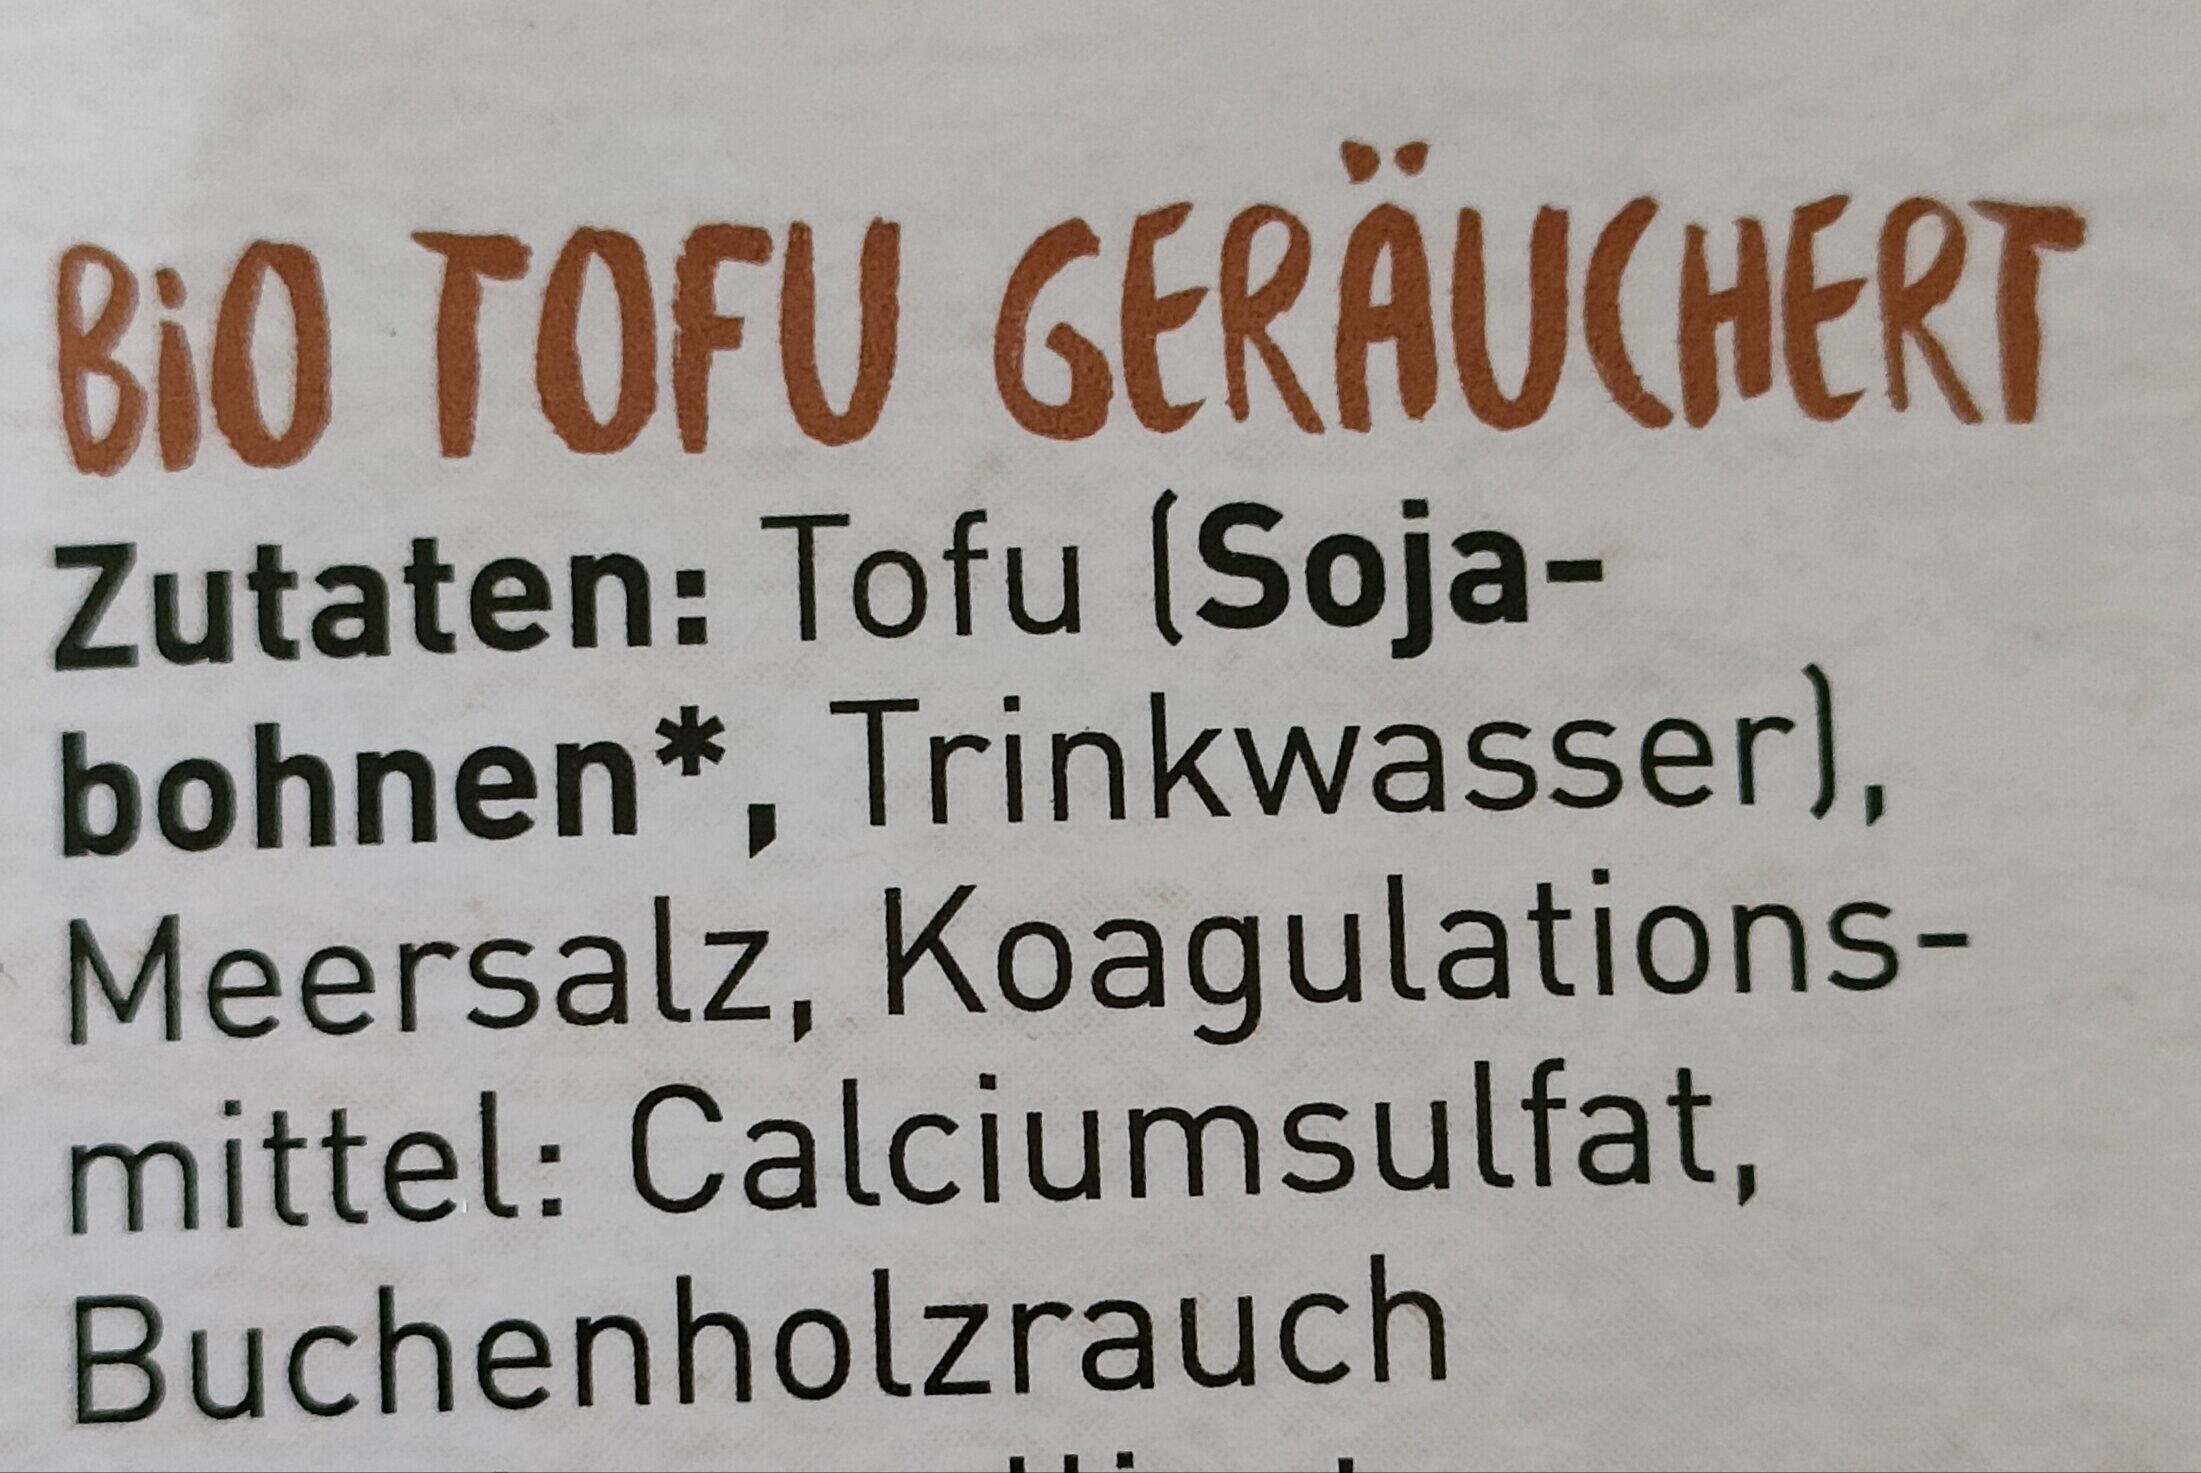 BiO TOFU GERÄUCHERT
Zutaten: Tofu (Soja-
bohnen*, Trinkwasser),
Meersalz, Koagulations-
mittel: Calciumsulfat,
Buchenholzrauch